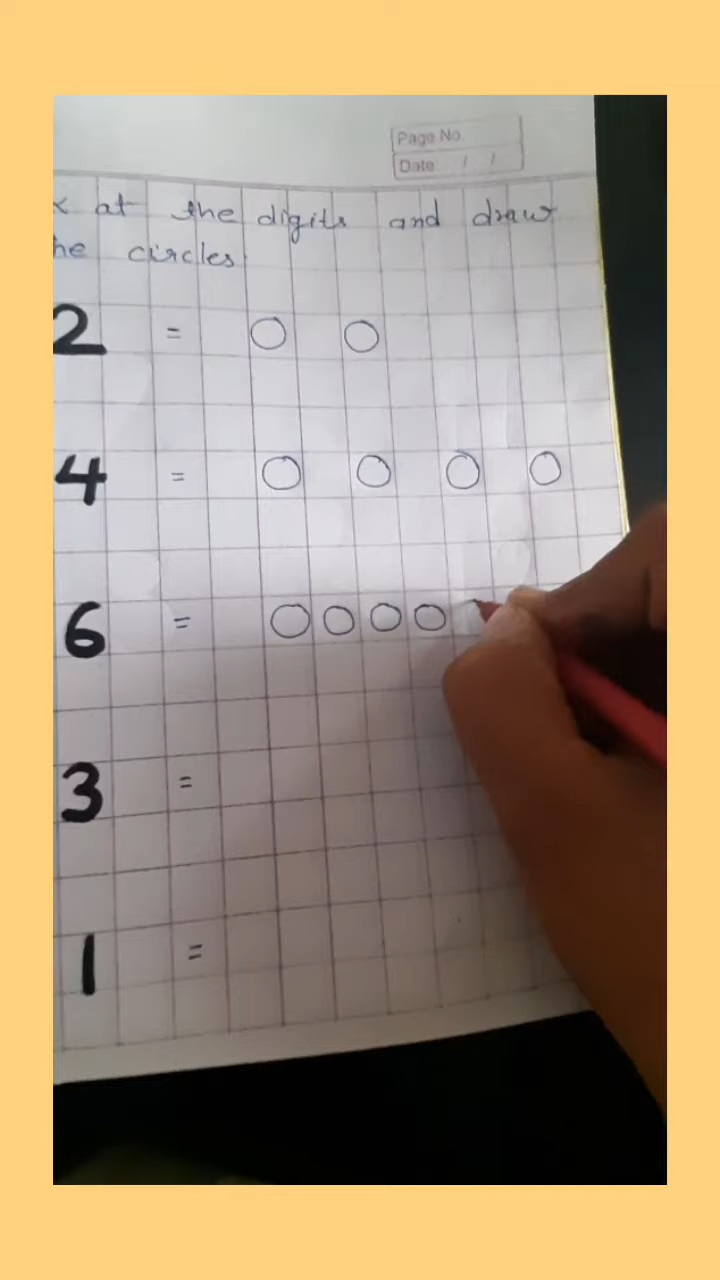 Page No.
Date / /
at the digits and draw
he circles
2 =
4 =
6 =
3 =
1 =